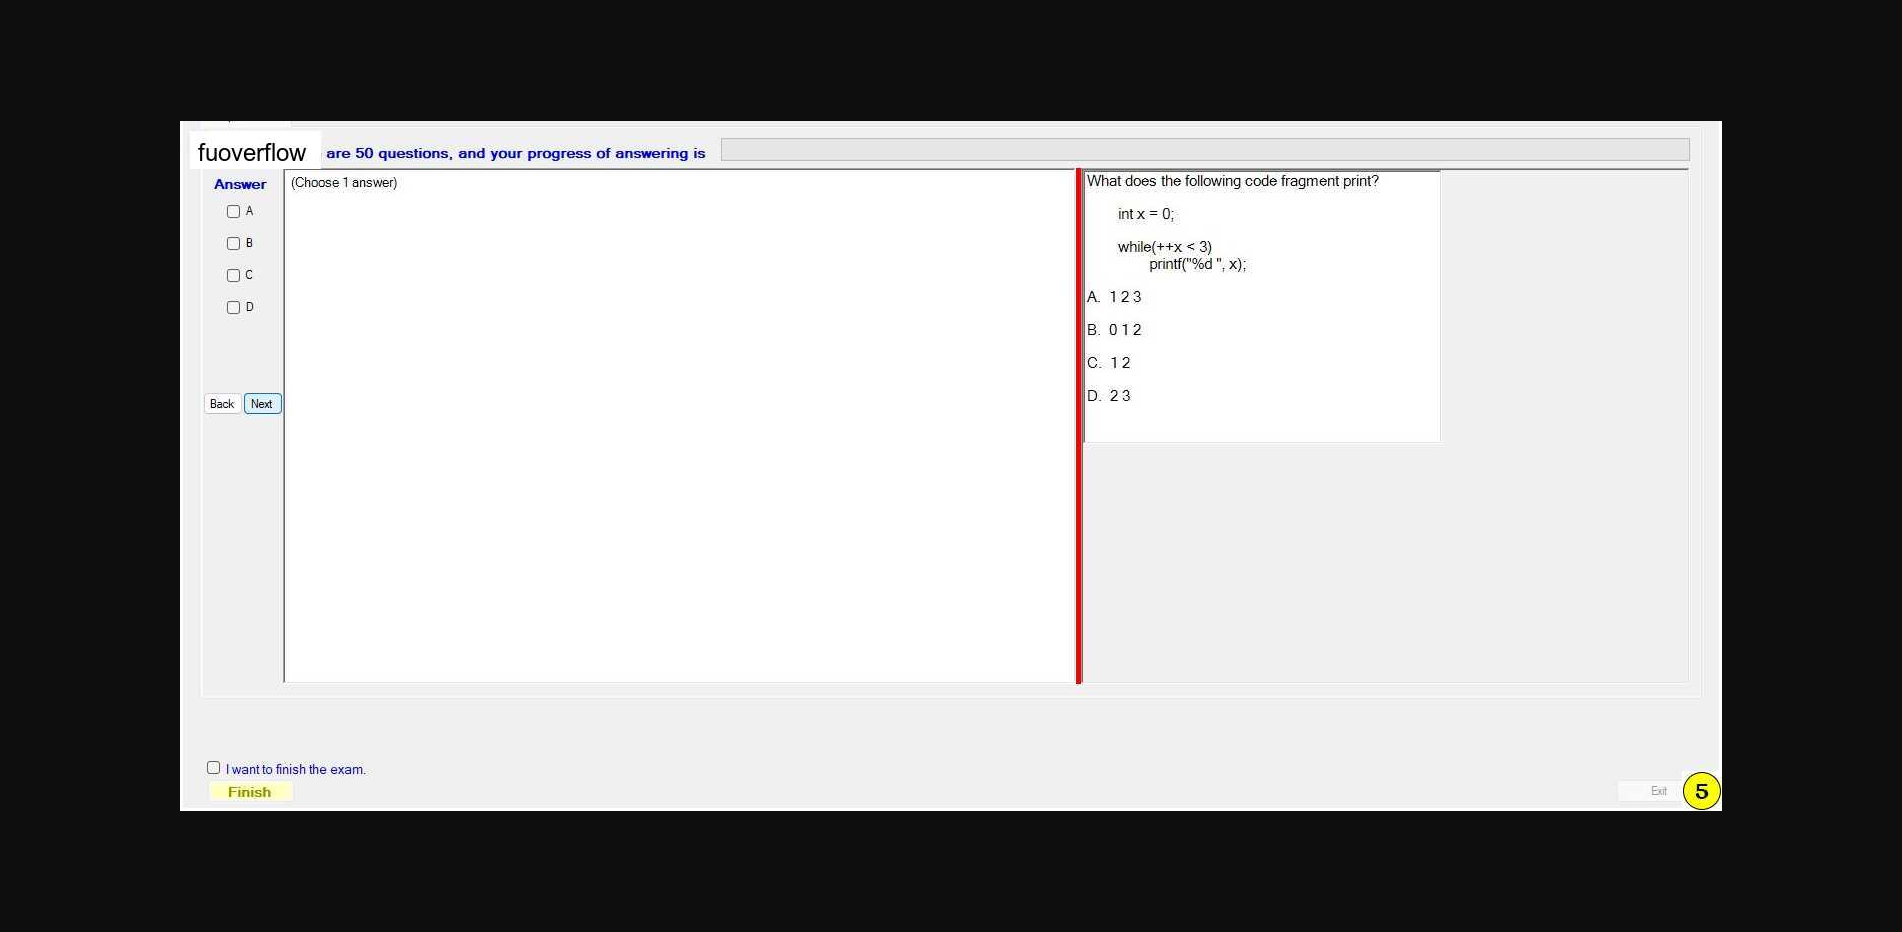 fuoverflow are 50 questions, and your progress of answering is
Answer
A
B
C
D
Back Next
(Choose 1 answer)
What does the following code fragment print?
int x = 0;
while(++x < 3)
printf("%d ", x);
A. 1 2 3
B. 0 1 2
C. 1 2
D. 2 3
I want to finish the exam.
Finish
Exit
5